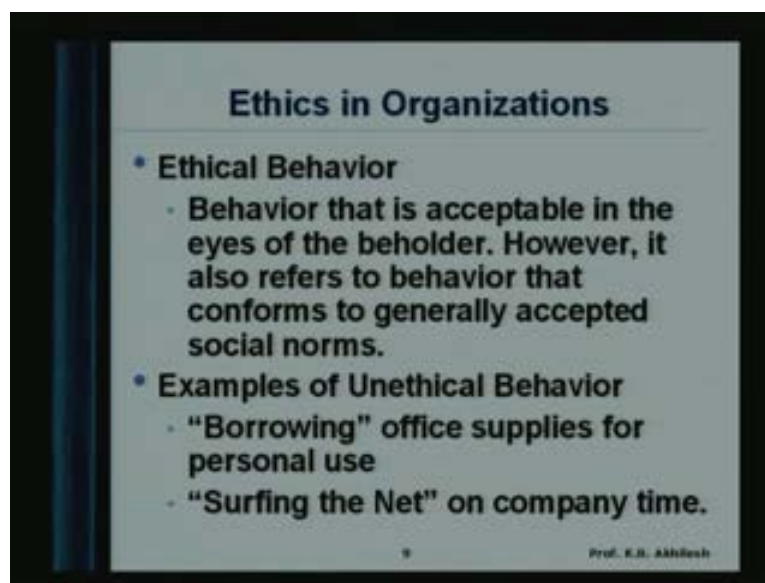 Ethics in Organizations
• Ethical Behavior
· Behavior that is acceptable in the
eyes of the beholder. However, it
also refers to behavior that
conforms to generally accepted
social norms.
• Examples of Unethical Behavior
· “Borrowing” office supplies for
personal use
· “Surfing the Net” on company time.
9
Prof. K.B. Akhilesh